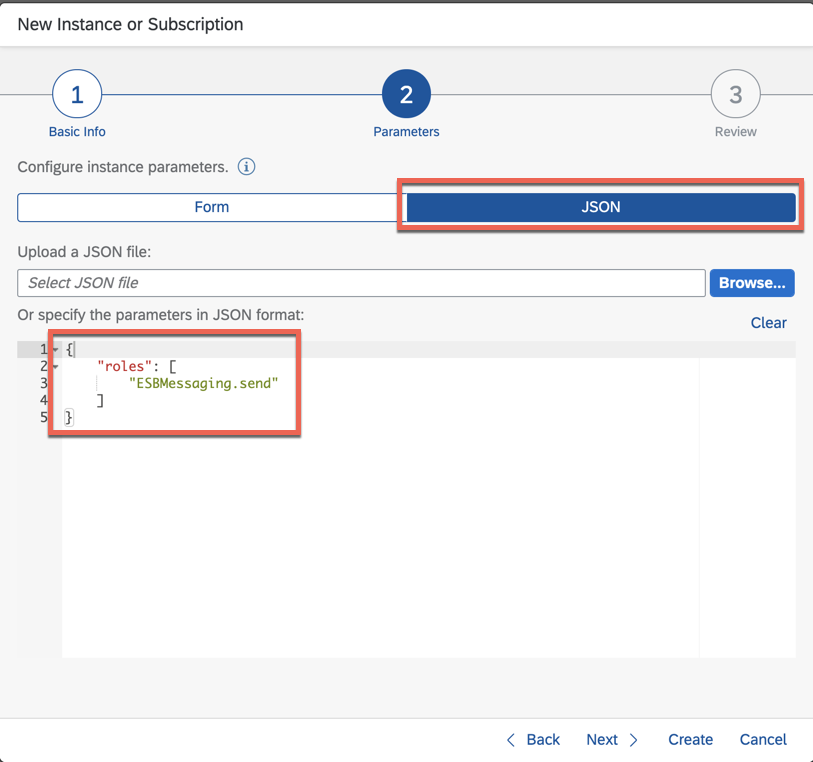 New Instance or Subscription
1 2 3
Basic Info Parameters Review
Configure instance parameters. i
Form JSON
Upload a JSON file:
Select JSON file Browse...
Or specify the parameters in JSON format:
Clear
1 {
2 "roles": [
3 "ESBMessaging.send"
4 ]
5 }
Back Next Create Cancel